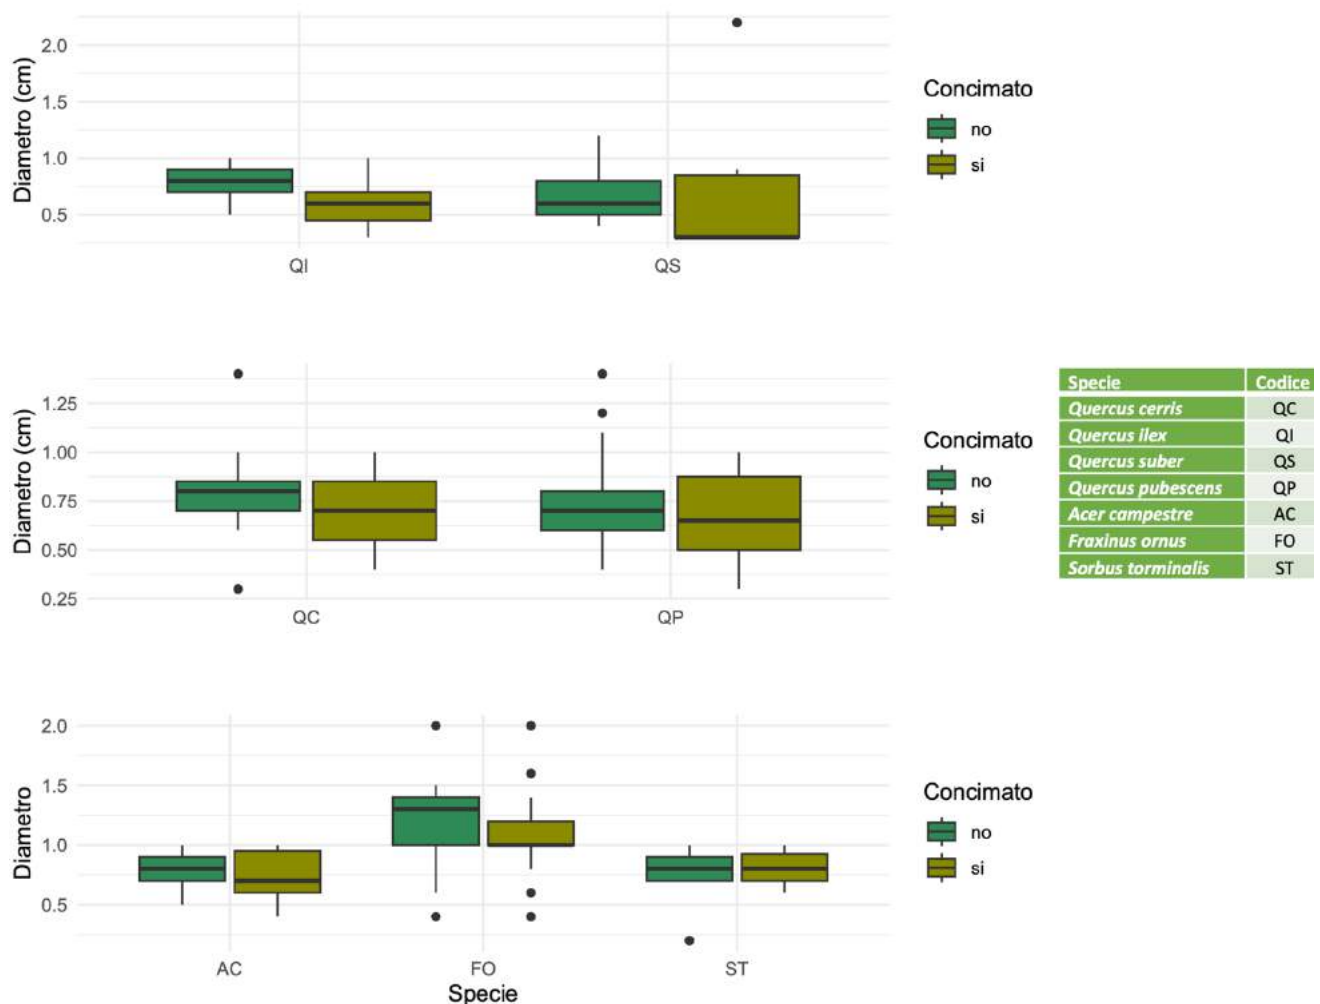 Diametro (cm)
2.0
1.5
1.0
0.5
QI
QS
Concimato
no
si
Diametro (cm)
1.25
1.00
0.75
0.50
0.25
QC
QP
Concimato
no
si
Specie Codice
Quercus cerris QC
Quercus ilex QI
Quercus suber QS
Quercus pubescens QP
Acer campestre AC
Fraxinus ornus FO
Sorbus torminalis ST
Diametro
2.0
1.5
1.0
0.5
AC
FO
ST
Specie
Concimato
no
si